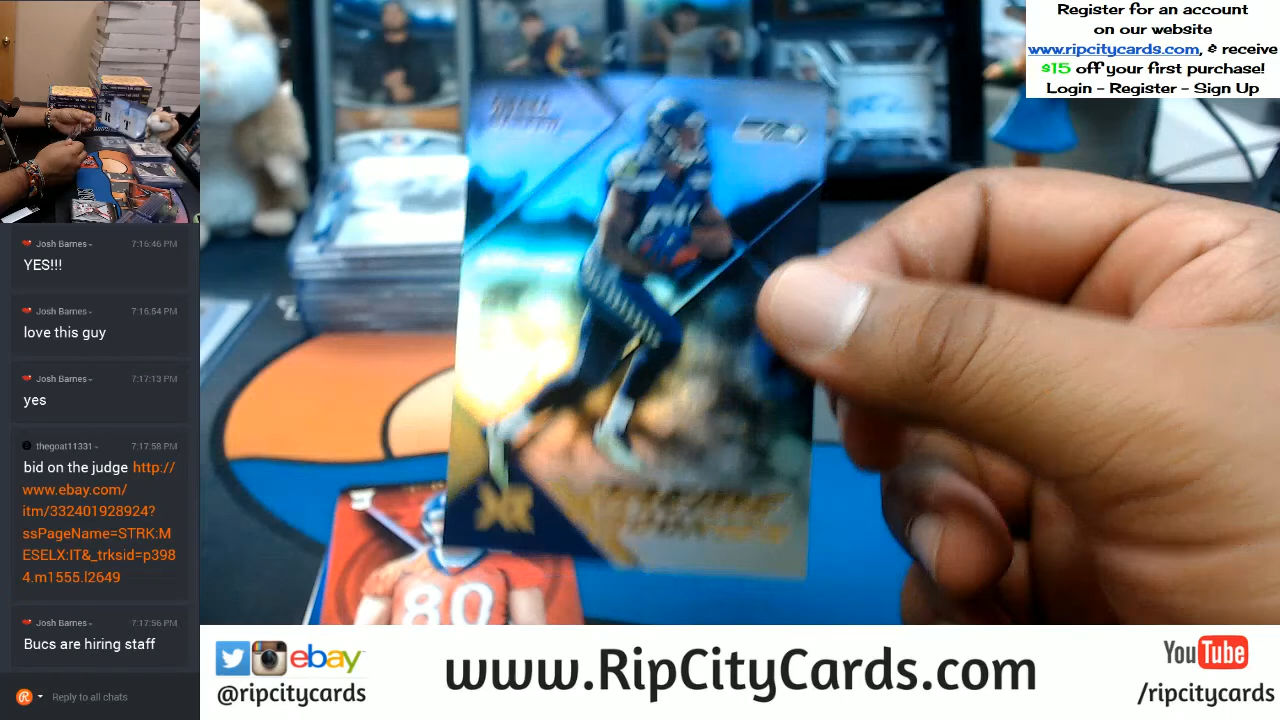 Register for an account
on our website
www.ripcitycards.com, & receive
$15 off your first purchase!
Login - Register - Sign Up
Josh Barnes 7:16:46 PM
YES!!!
Josh Barnes 7:16:54 PM
love this guy
Josh Barnes 7:17:13 PM
yes
thegoat11331 7:17:58 PM
bid on the judge http://
www.ebay.com/
itm/332401928924?
ssPageName=STRK:M
ESELX:IT&_trksid=p398
4.m1555.l2649
Josh Barnes 7:17:56 PM
Bucs are hiring staff
Reply to all chats
XR
80
ebay
@ripcitycards
www.RipCityCards.com
YouTube
/ripcitycards